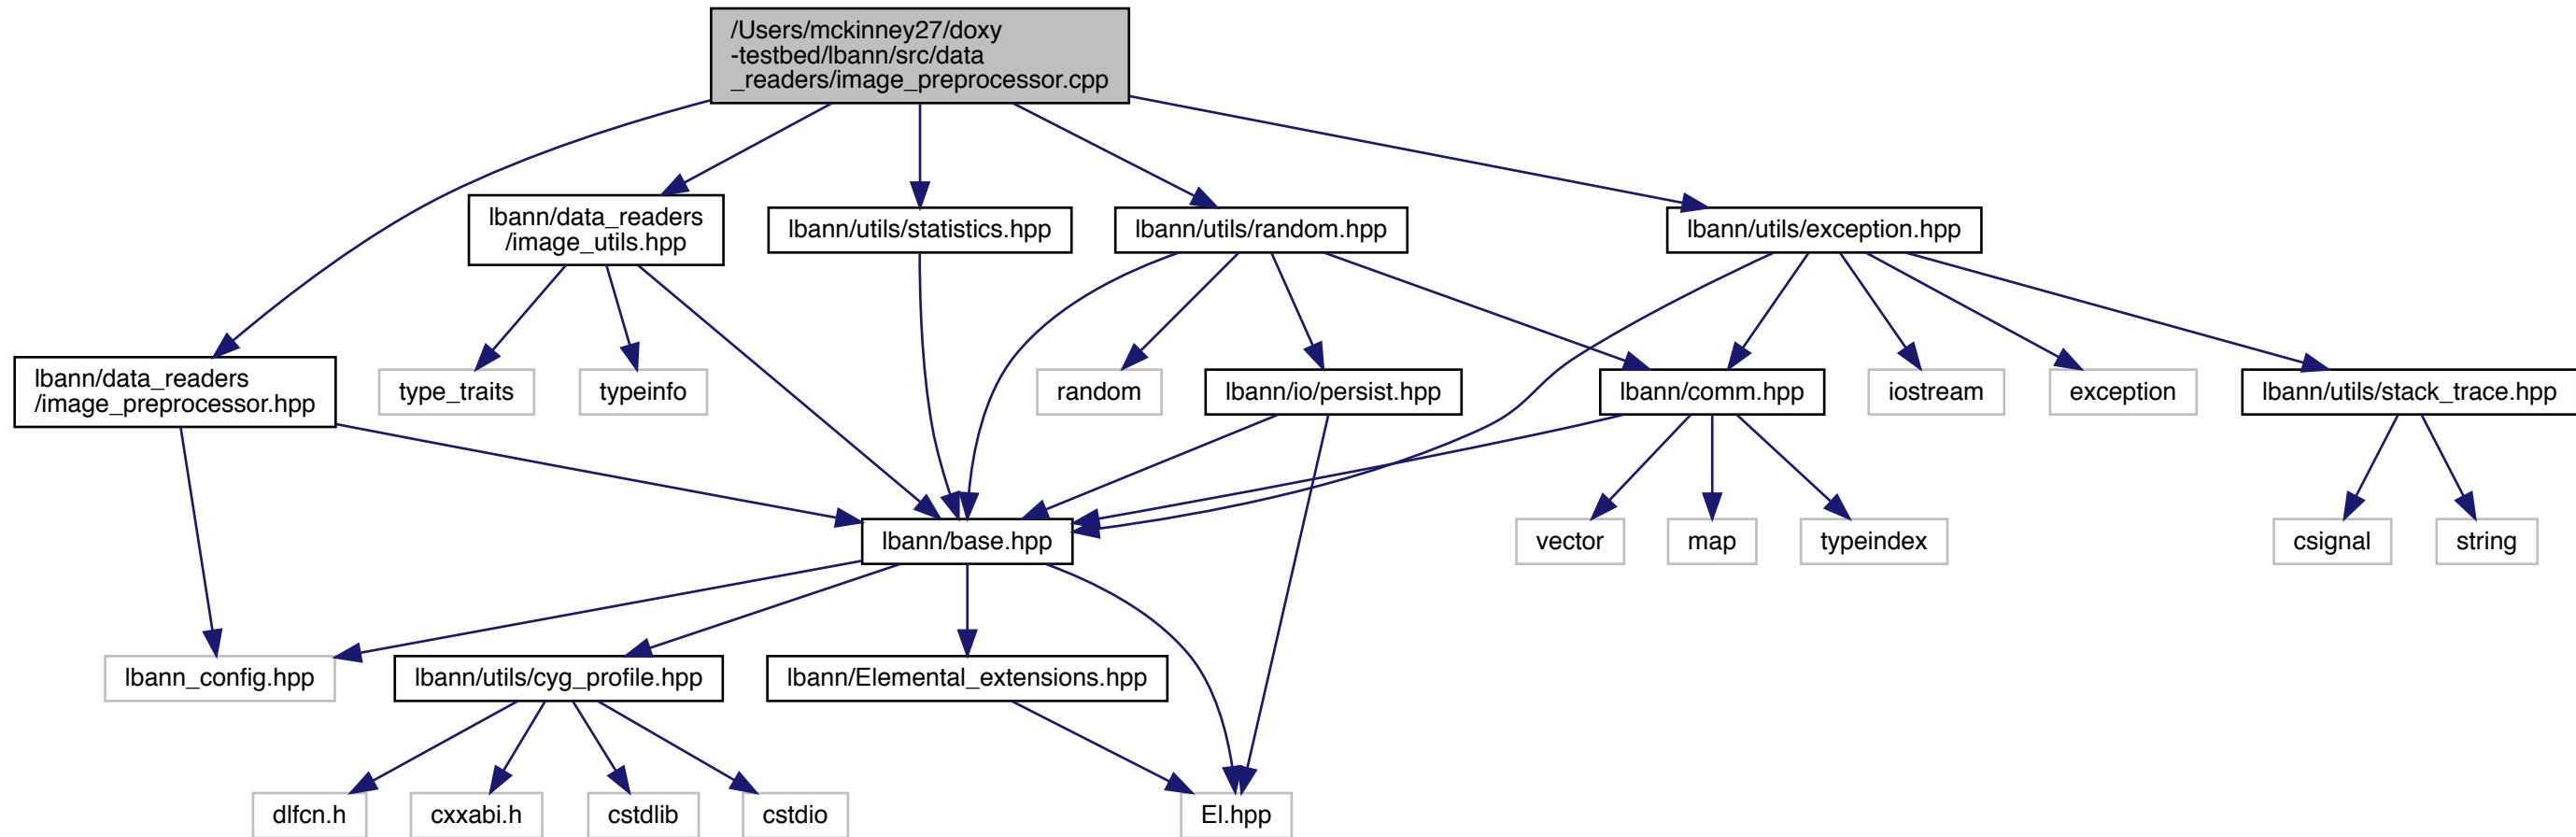 /Users/mckinney27/doxy
-testbed/lbann/src/data
_readers/image_preprocessor.cpp
lbann/data_readers
/image_utils.hpp
lbann/utils/statistics.hpp
lbann/utils/random.hpp
lbann/utils/exception.hpp
lbann/data_readers
/image_preprocessor.hpp
type_traits
typeinfo
random
lbann/io/persist.hpp
lbann/comm.hpp
iostream
exception
lbann/utils/stack_trace.hpp
lbann/base.hpp
vector
map
typeindex
csignal
string
lbann_config.hpp
lbann/utils/cyg_profile.hpp
lbann/Elemental_extensions.hpp
dlfcn.h
cxxabi.h
cstdlib
cstdio
El.hpp